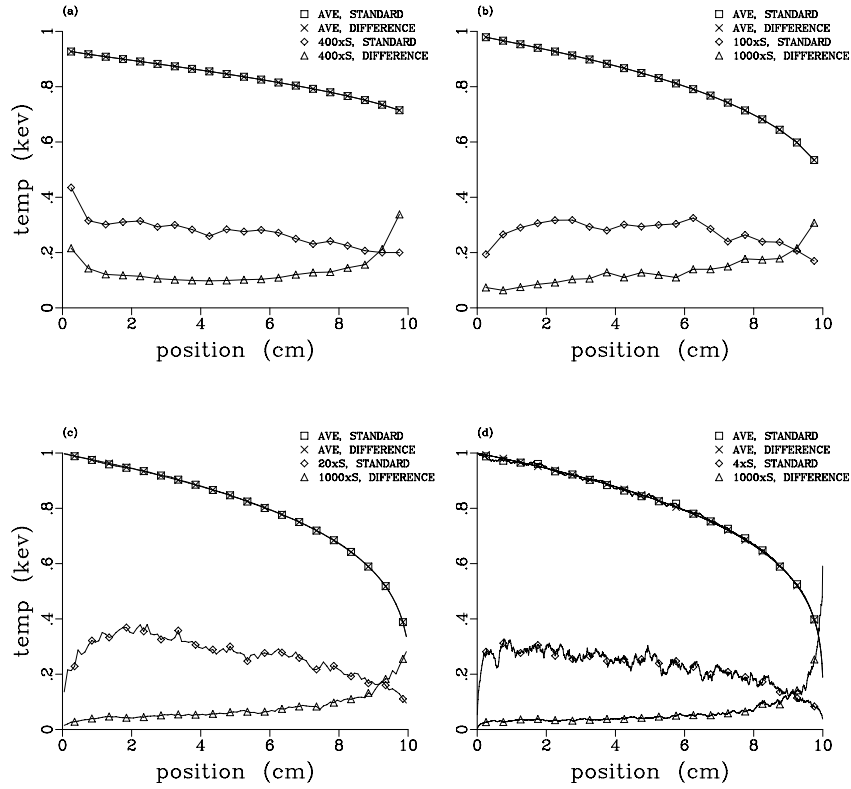 (a)
AVE, STANDARD
AVE, DIFFERENCE
400xS, STANDARD
400xS, DIFFERENCE
1
.8
.6
.4
.2
0
temp (kev)
0 2 4 6 8 10
position (cm)
(b)
AVE, STANDARD
AVE, DIFFERENCE
100xS, STANDARD
1000xS, DIFFERENCE
1
.8
.6
.4
.2
0
0 2 4 6 8 10
position (cm)
(c)
AVE, STANDARD
AVE, DIFFERENCE
20xS, STANDARD
1000xS, DIFFERENCE
1
.8
.6
.4
.2
0
temp (kev)
0 2 4 6 8 10
position (cm)
(d)
AVE, STANDARD
AVE, DIFFERENCE
4xS, STANDARD
1000xS, DIFFERENCE
1
.8
.6
.4
.2
0
0 2 4 6 8 10
position (cm)